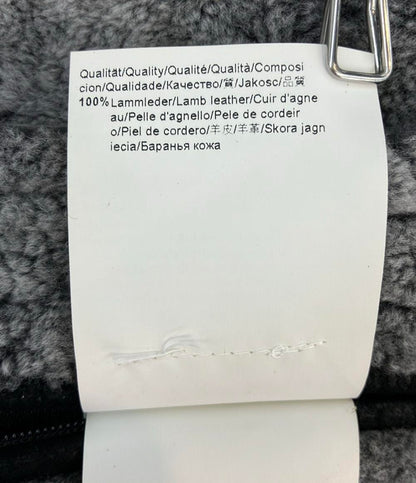 Qualität/Quality/Qualité/Qualità/Composi
cion/Qualidade/Качество/質/Jakosc/品質
100% Lammleder/Lamb leather/Cuir d'agne
au/Pelle d'agnello/Pele de cordeir
o/Piel de cordero/羊皮/羊革/Skora jagn
iecia/Баранья кожа